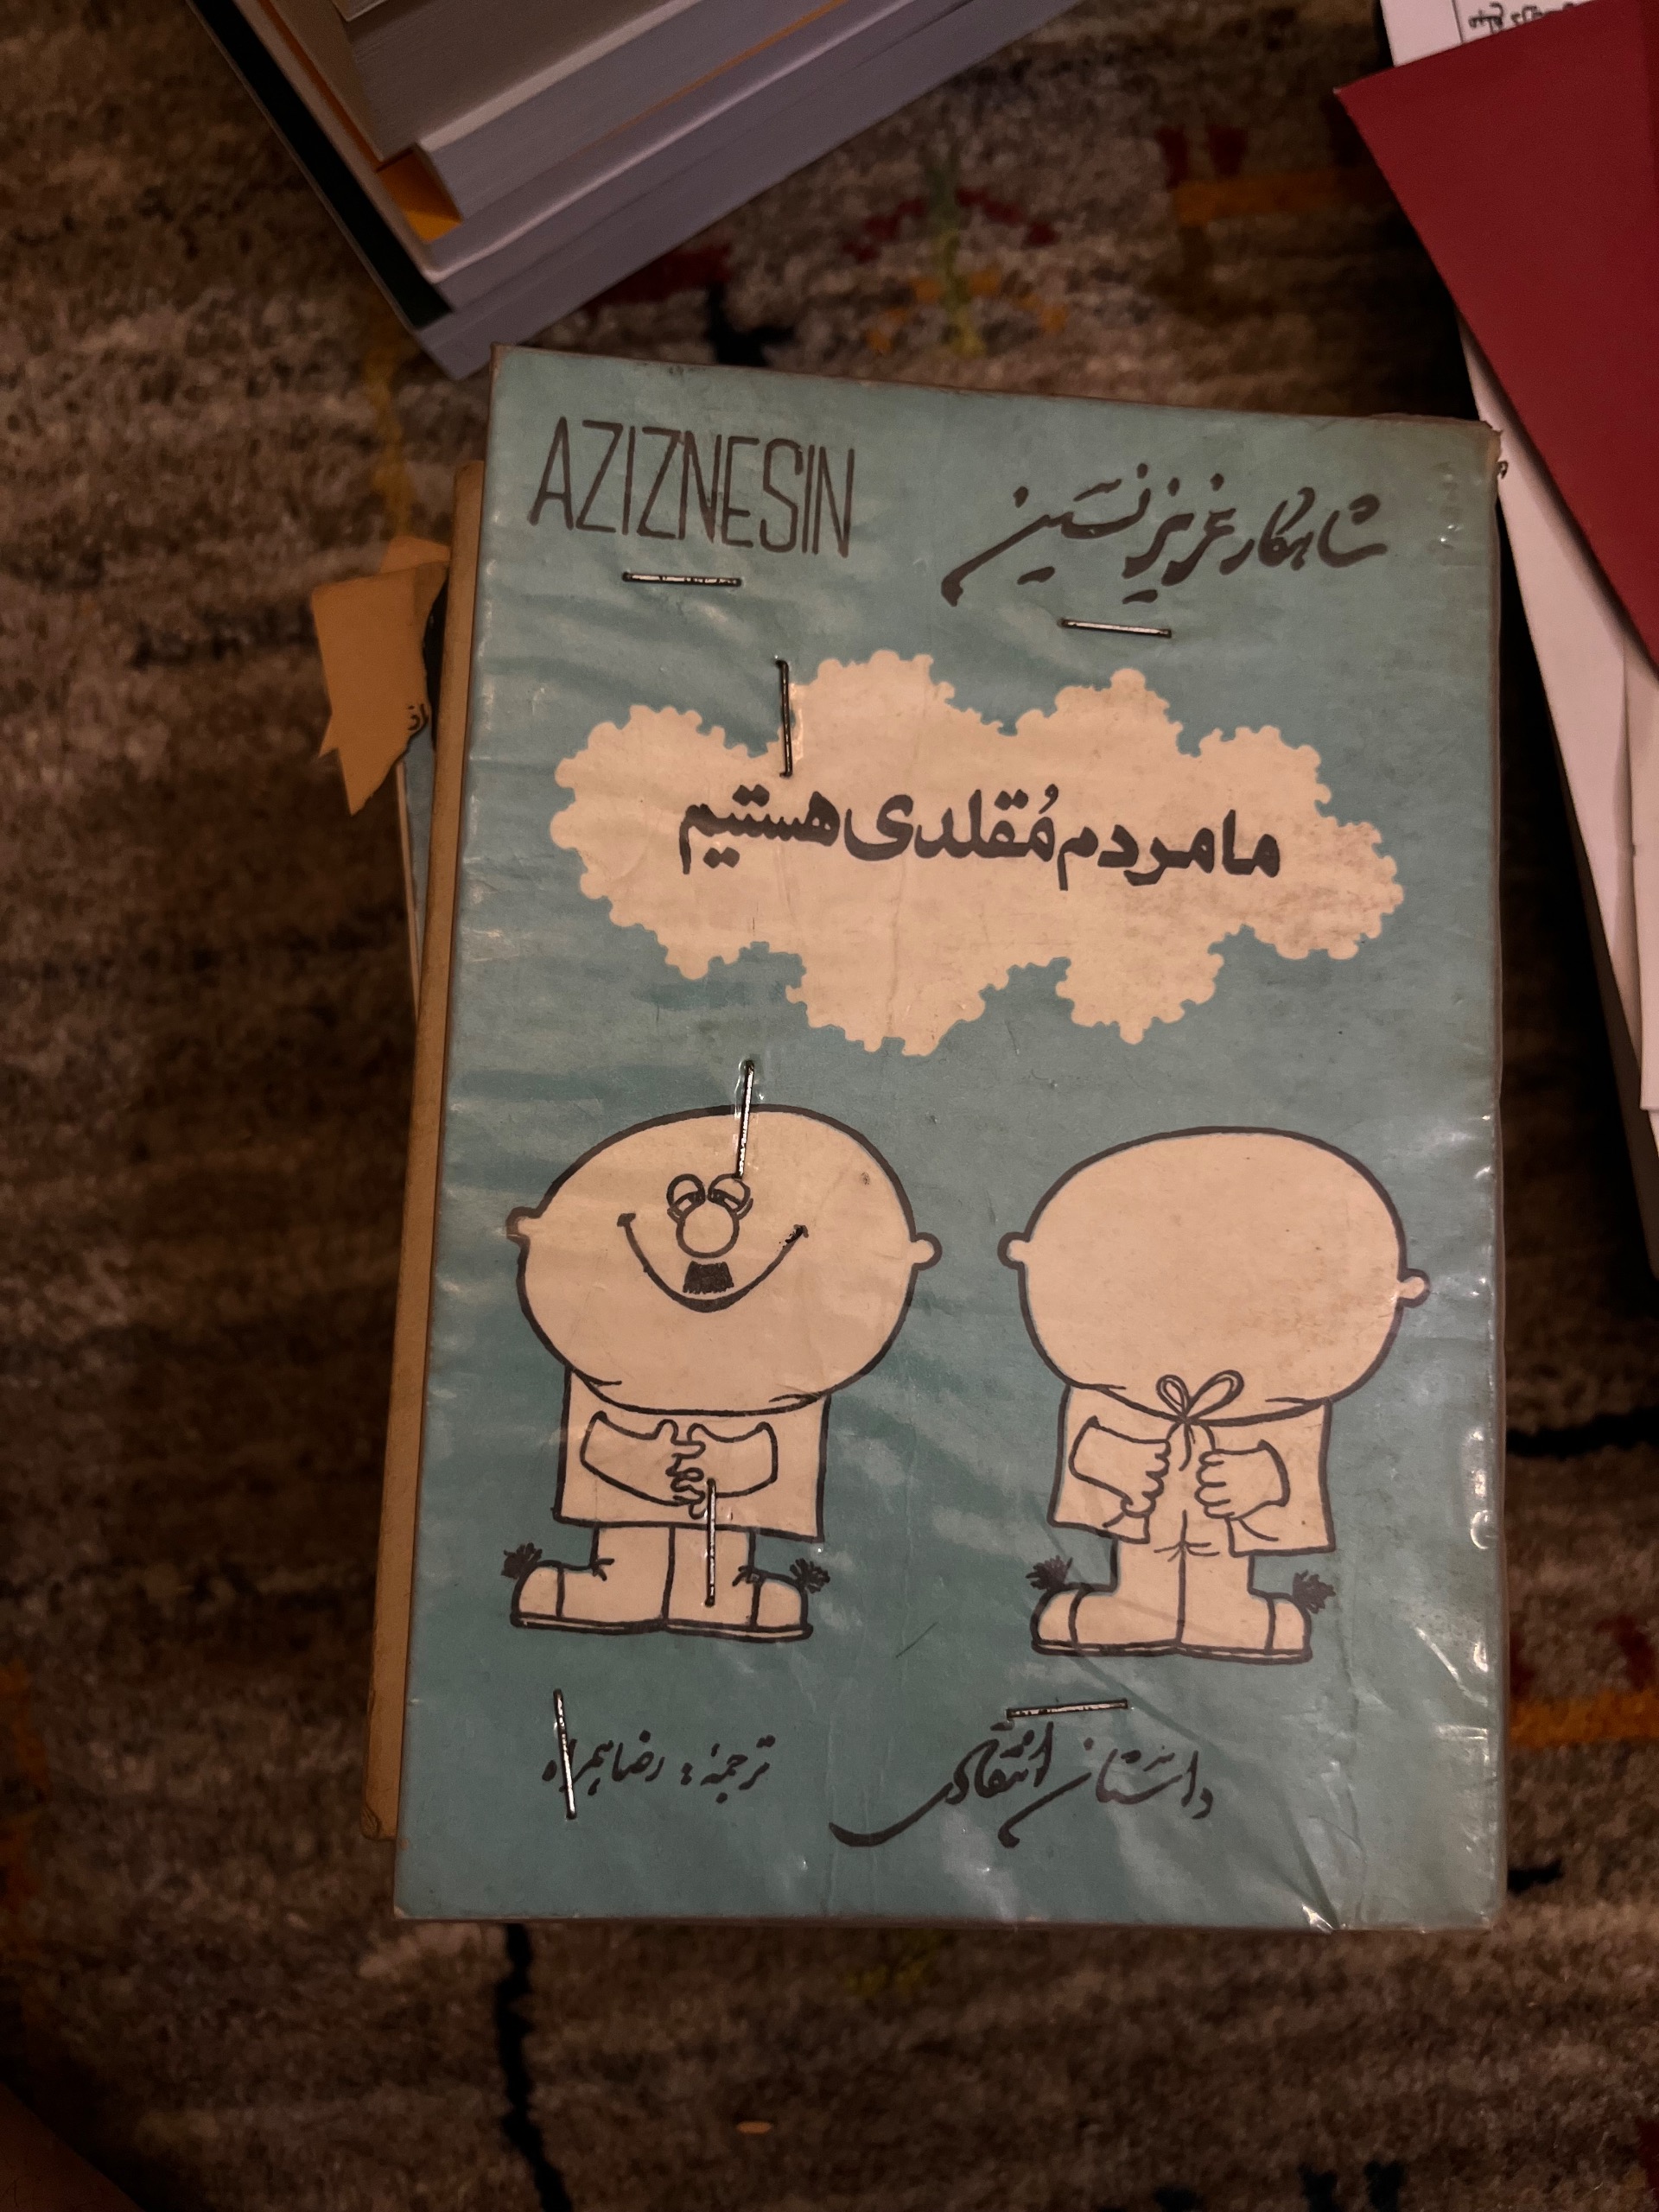 AZIZNESIN
شاهکار عزیز نسین
ما مردم مُقلدی هستیم
داستان انتقادی
ترجمهٔ : رضا همراه